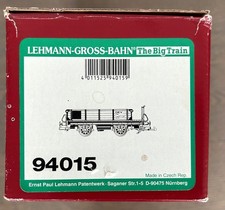 LEHMANN-GROSS-BAHN® The Big Train
4 011525 940159
94015
Made in Czech Rep.
Ernst Paul Lehmann Patentwerk · Saganer Str.1-5 D-90475 Nürnberg